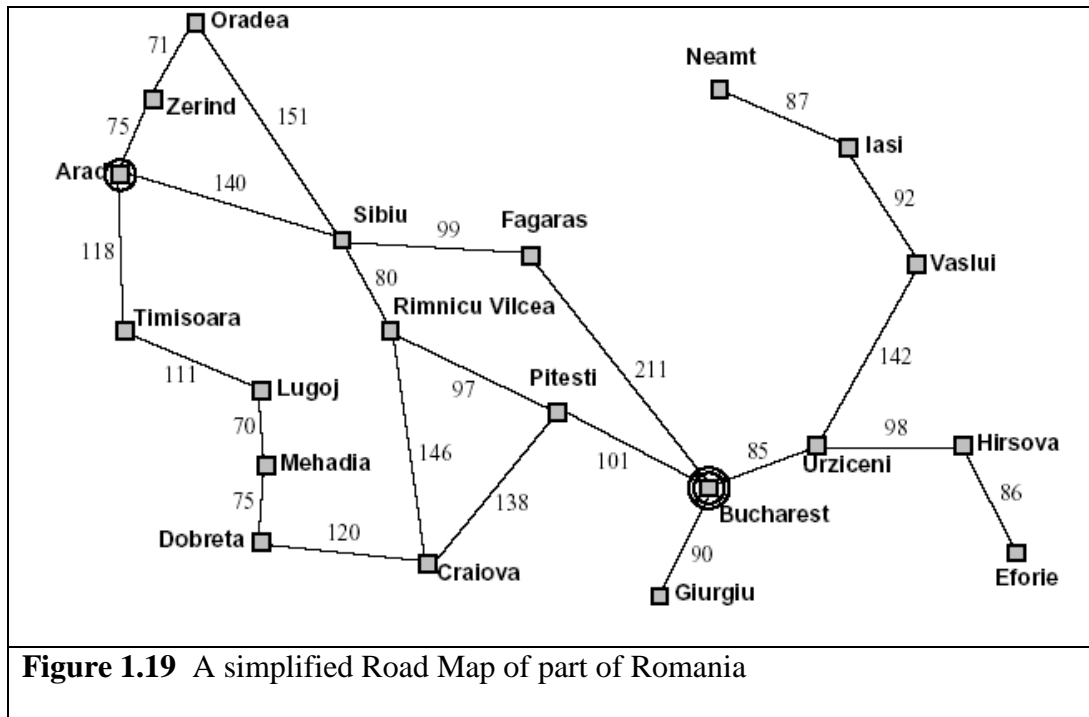 Oradea
71
Neamt
87
Zerind
75
151
Iasi
Arad
140
92
Sibiu
99
Fagaras
118
80
Vaslui
Rimnicu Vilcea
Timisoara
142
111
211
Pitesti
Lugoj
97
70
98
Hirsova
146
85
Urziceni
Mehadia
101
86
75
138
Bucharest
Dobreta
120
90
Craiova
Eforie
Giurgiu
Figure 1.19 A simplified Road Map of part of Romania